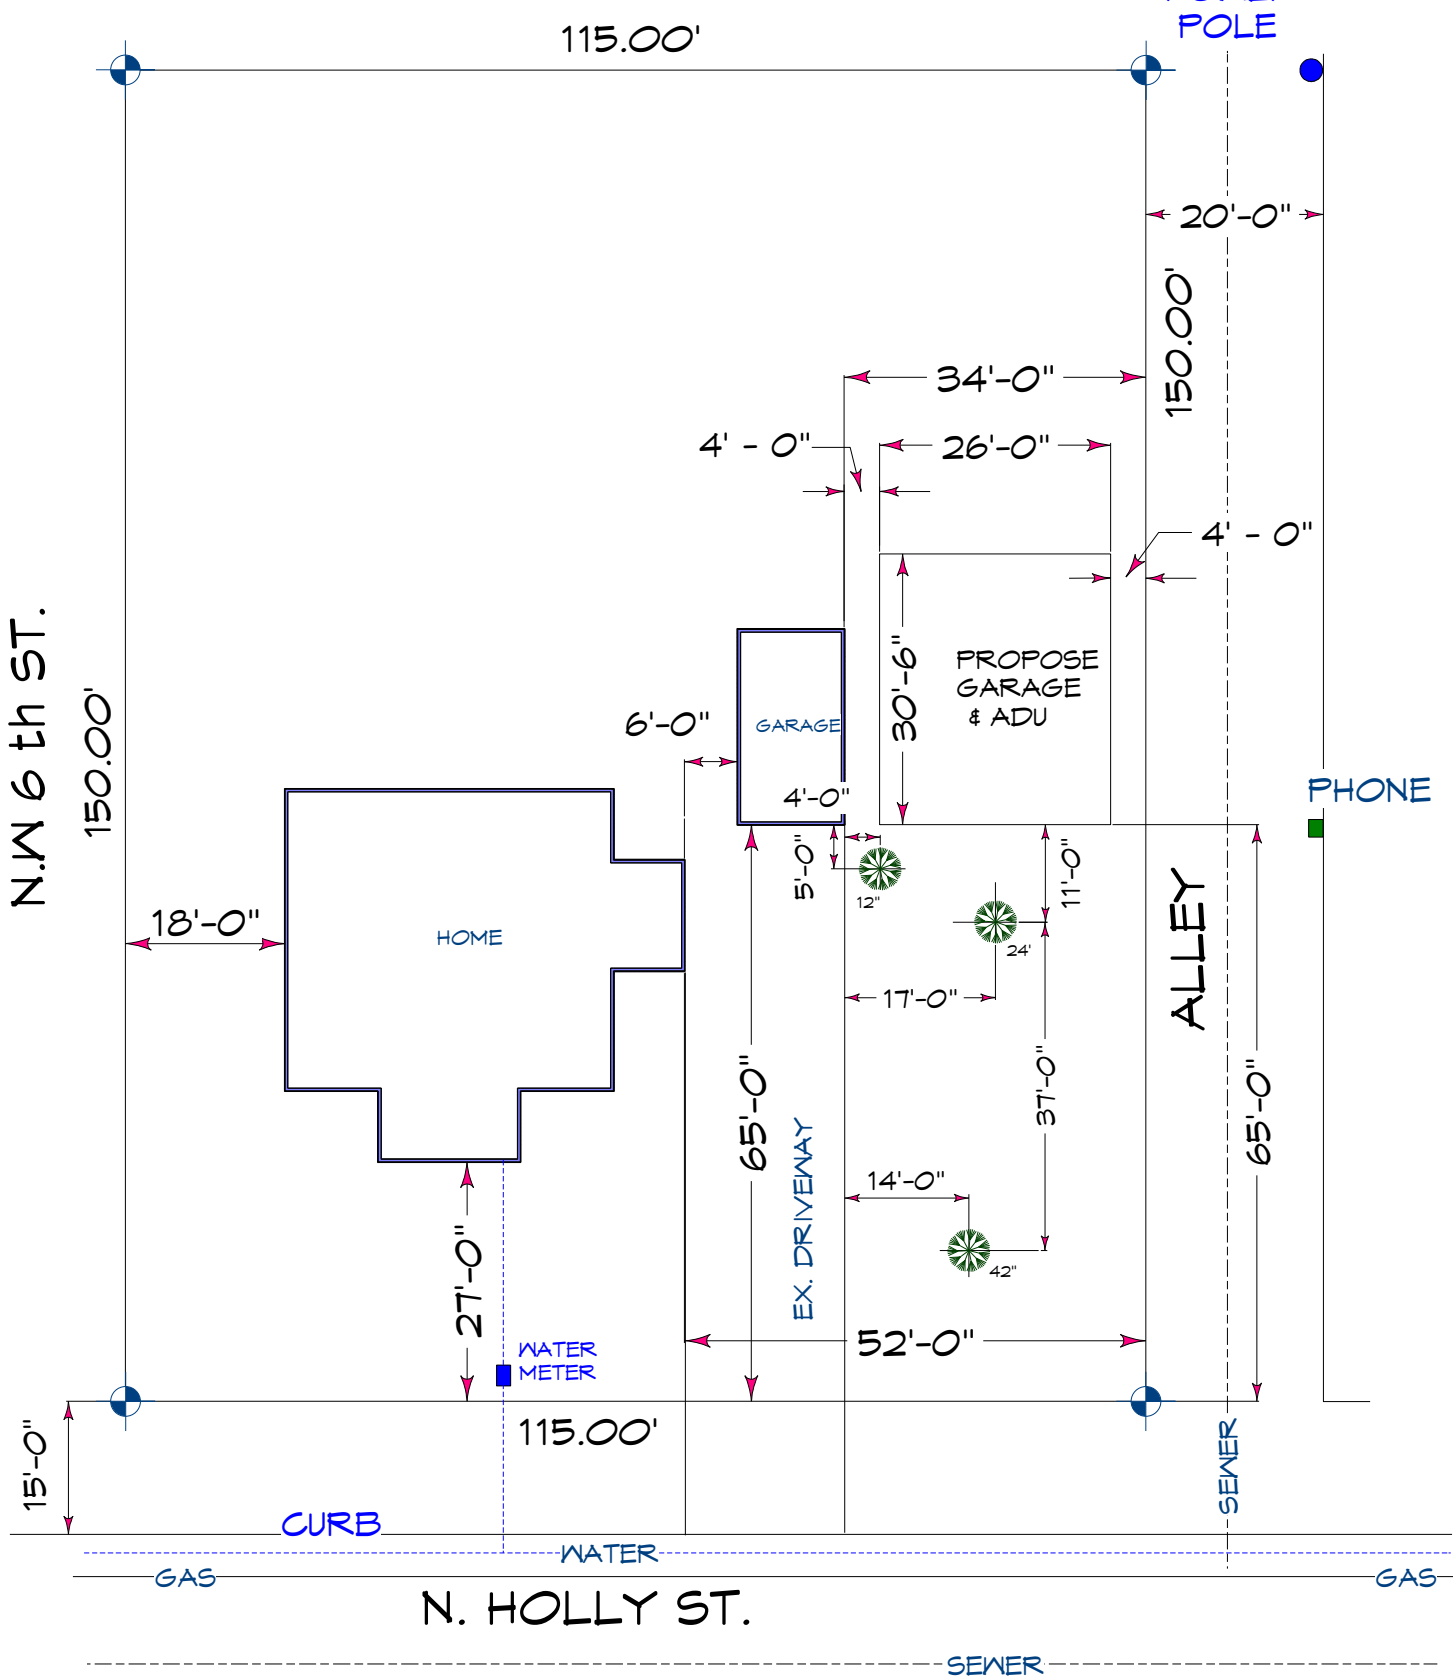 POLE
115.00'
20'-0"
150.00'
34'-0"
4' - 0"
26'-0"
4' - 0"
N.W 6 th ST.
150.00'
30'-6"
PROPOSE
GARAGE
& ADU
6'-0"
GARAGE
4'-0"
PHONE
5'-0"
12"
11'-0"
24'
18'-0"
HOME
ALLEY
17'-0"
37'-0"
65'-0"
65'-0"
EX. DRIVEWAY
14'-0"
42"
27'-0"
52'-0"
WATER
METER
115.00'
15'-0"
SEWER
CURB
WATER
GAS
GAS
N. HOLLY ST.
SEWER